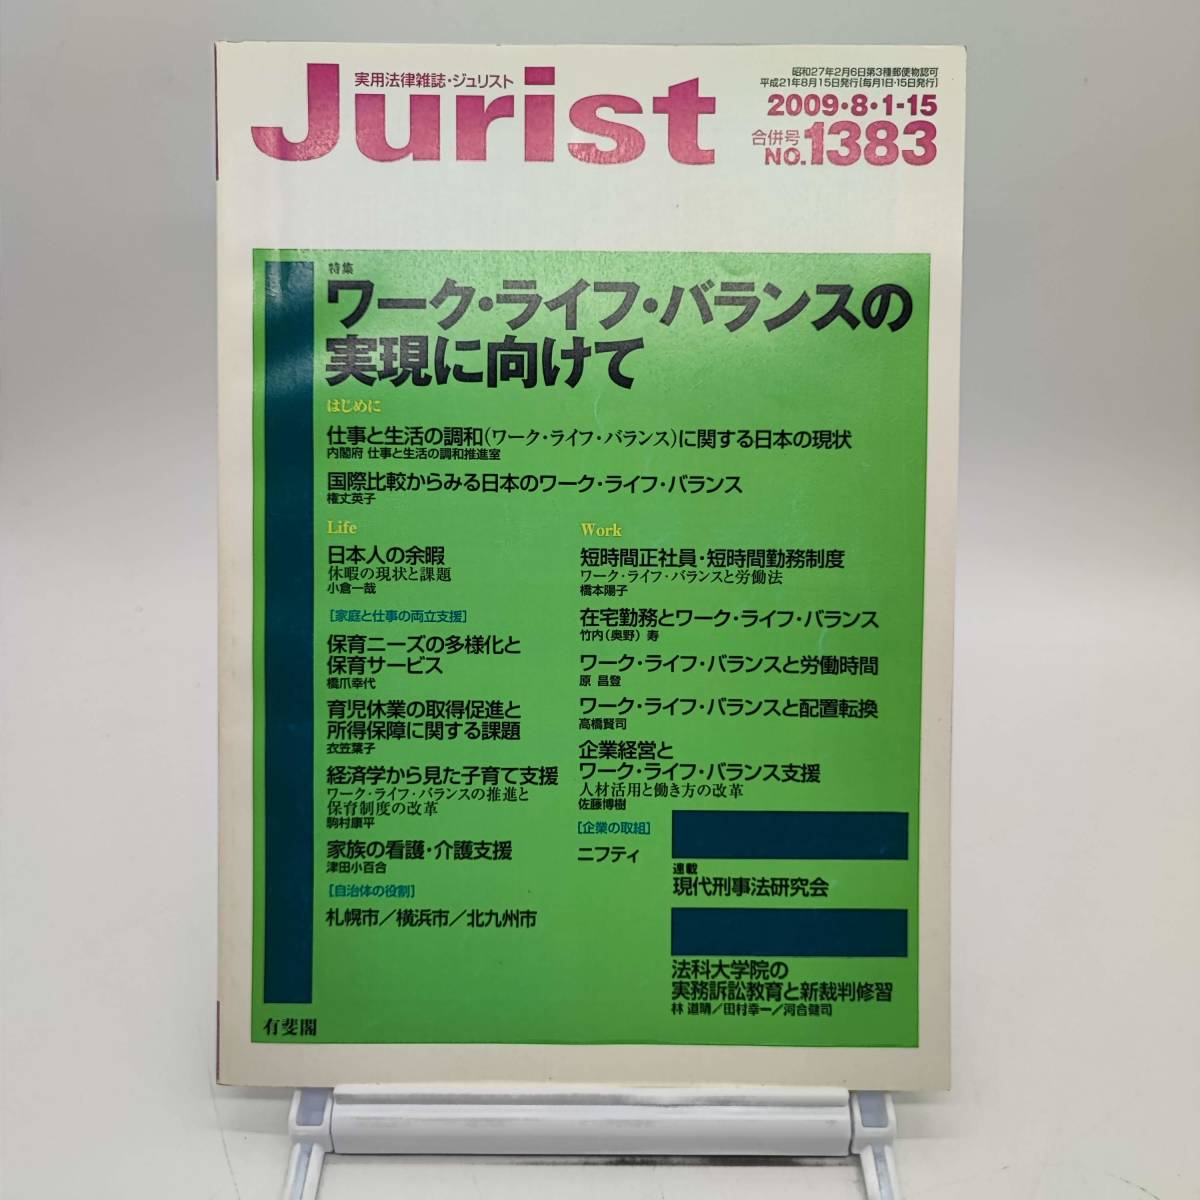 実用法律雑誌・ジュリスト
Jurist
昭和27年2月6日第3種郵便物認可
平成21年8月15日発行[毎月1日・15日発行]
2009・8・1-15
合併号
NO.1383
特集
ワーク・ライフ・バランスの
実現に向けて
はじめに
仕事と生活の調和(ワーク・ライフ・バランス)に関する日本の現状
内閣府 仕事と生活の調和推進室
国際比較からみる日本のワーク・ライフ・バランス
権丈英子
Life
日本人の余暇
休暇の現状と課題
小倉一哉
[家庭と仕事の両立支援]
保育ニーズの多様化と
保育サービス
橋爪幸代
育児休業の取得促進と
所得保障に関する課題
衣笠葉子
経済学から見た子育て支援
ワーク・ライフ・バランスの推進と
保育制度の改革
駒村康平
家族の看護・介護支援
津田小百合
[自治体の役割]
札幌市／横浜市／北九州市
Work
短時間正社員・短時間勤務制度
ワーク・ライフ・バランスと労働法
橋本陽子
在宅勤務とワーク・ライフ・バランス
竹内(奥野) 寿
ワーク・ライフ・バランスと労働時間
原 昌登
ワーク・ライフ・バランスと配置転換
高橋賢司
企業経営と
ワーク・ライフ・バランス支援
人材活用と働き方の改革
佐藤博樹
[企業の取組]
ニフティ
連載
現代刑事法研究会
法科大学院の
実務訴訟教育と新裁判修習
林 道晴／田村幸一／河合健司
有斐閣